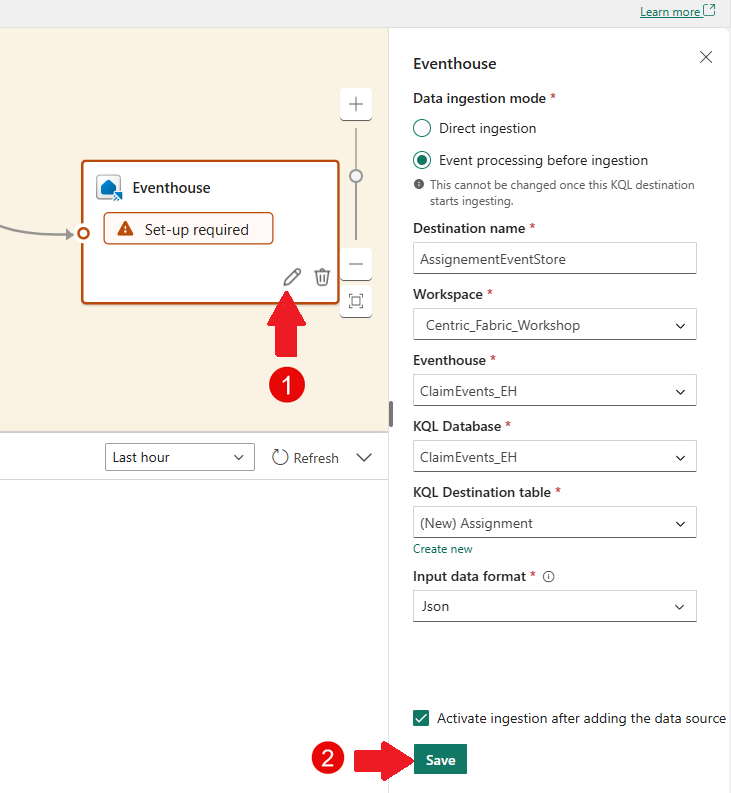 Learn more
Eventhouse
Set-up required
1
Last hour
Refresh
Eventhouse
Data ingestion mode *
Direct ingestion
Event processing before ingestion
This cannot be changed once this KQL destination
starts ingesting.
Destination name *
AssignementEventStore
Workspace *
Centric_Fabric_Workshop
Eventhouse *
ClaimEvents_EH
KQL Database *
ClaimEvents_EH
KQL Destination table *
(New) Assignment
Create new
Input data format *
Json
Activate ingestion after adding the data source
2
Save